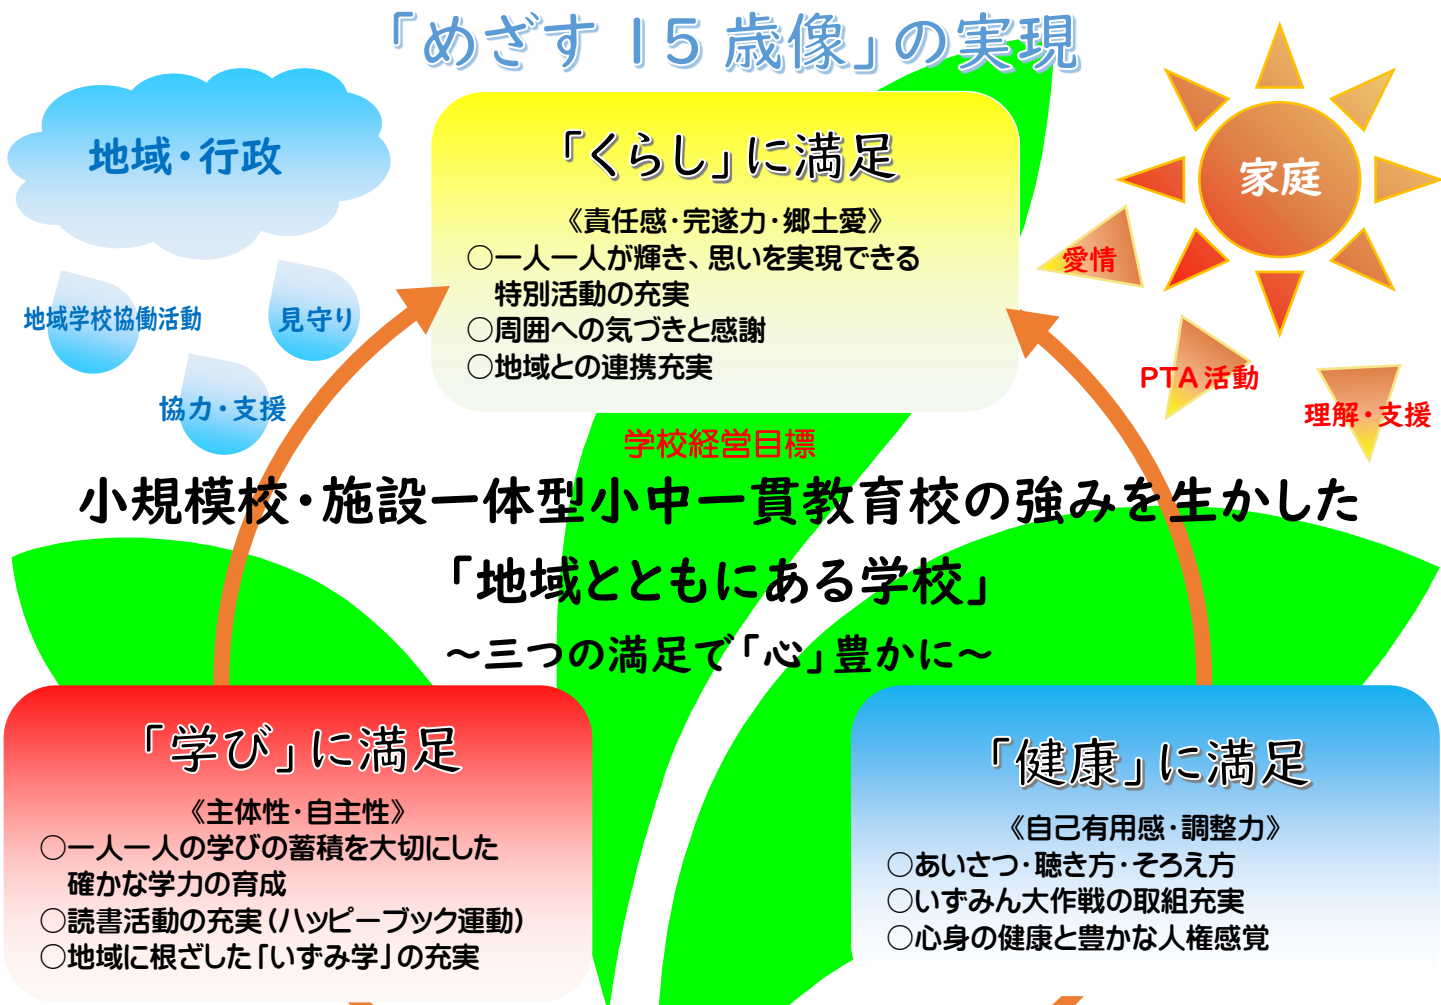 「めざす 15 歳像」の実現
地域・行政
家庭
「くらし」に満足
《責任感・完遂力・郷土愛》
○一人一人が輝き、思いを実現できる
特別活動の充実
○周囲への気づきと感謝
○地域との連携充実
愛情
地域学校協働活動
見守り
協力・支援
PTA 活動
理解・支援
学校経営目標
小規模校・施設一体型小中一貫教育校の強みを生かした
「地域とともにある学校」
～三つの満足で「心」豊かに～
「学び」に満足
《主体性・自主性》
○一人一人の学びの蓄積を大切にした
確かな学力の育成
○読書活動の充実(ハッピーブック運動)
○地域に根ざした「いずみ学」の充実
「健康」に満足
《自己有用感・調整力》
○あいさつ・聴き方・そろえ方
○いずみん大作戦の取組充実
○心身の健康と豊かな人権感覚